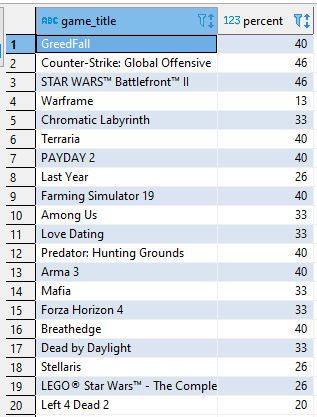 ABC game_title 123 percent
1 GreedFall 40
2 Counter-Strike: Global Offensive 46
3 STAR WARS™ Battlefront™ II 46
4 Warframe 13
5 Chromatic Labyrinth 33
6 Terraria 40
7 PAYDAY 2 40
8 Last Year 26
9 Farming Simulator 19 40
10 Among Us 33
11 Love Dating 33
12 Predator: Hunting Grounds 40
13 Arma 3 40
14 Mafia 33
15 Forza Horizon 4 33
16 Breathedge 40
17 Dead by Daylight 33
18 Stellaris 26
19 LEGO® Star Wars™ - The Comple 26
20 Left 4 Dead 2 20